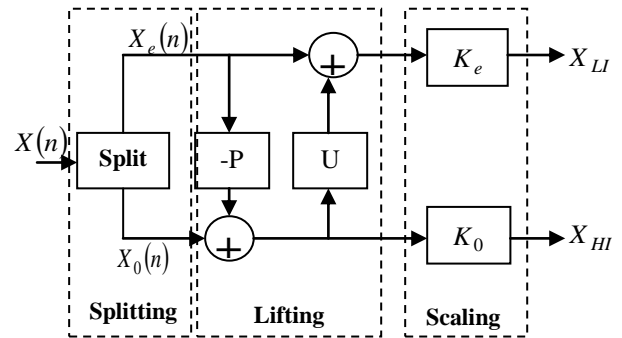 X_e(n)
+
K_e
X_LI
X(n)
Split
-P
U
X_0(n)
+
K_0
X_HI
Splitting
Lifting
Scaling